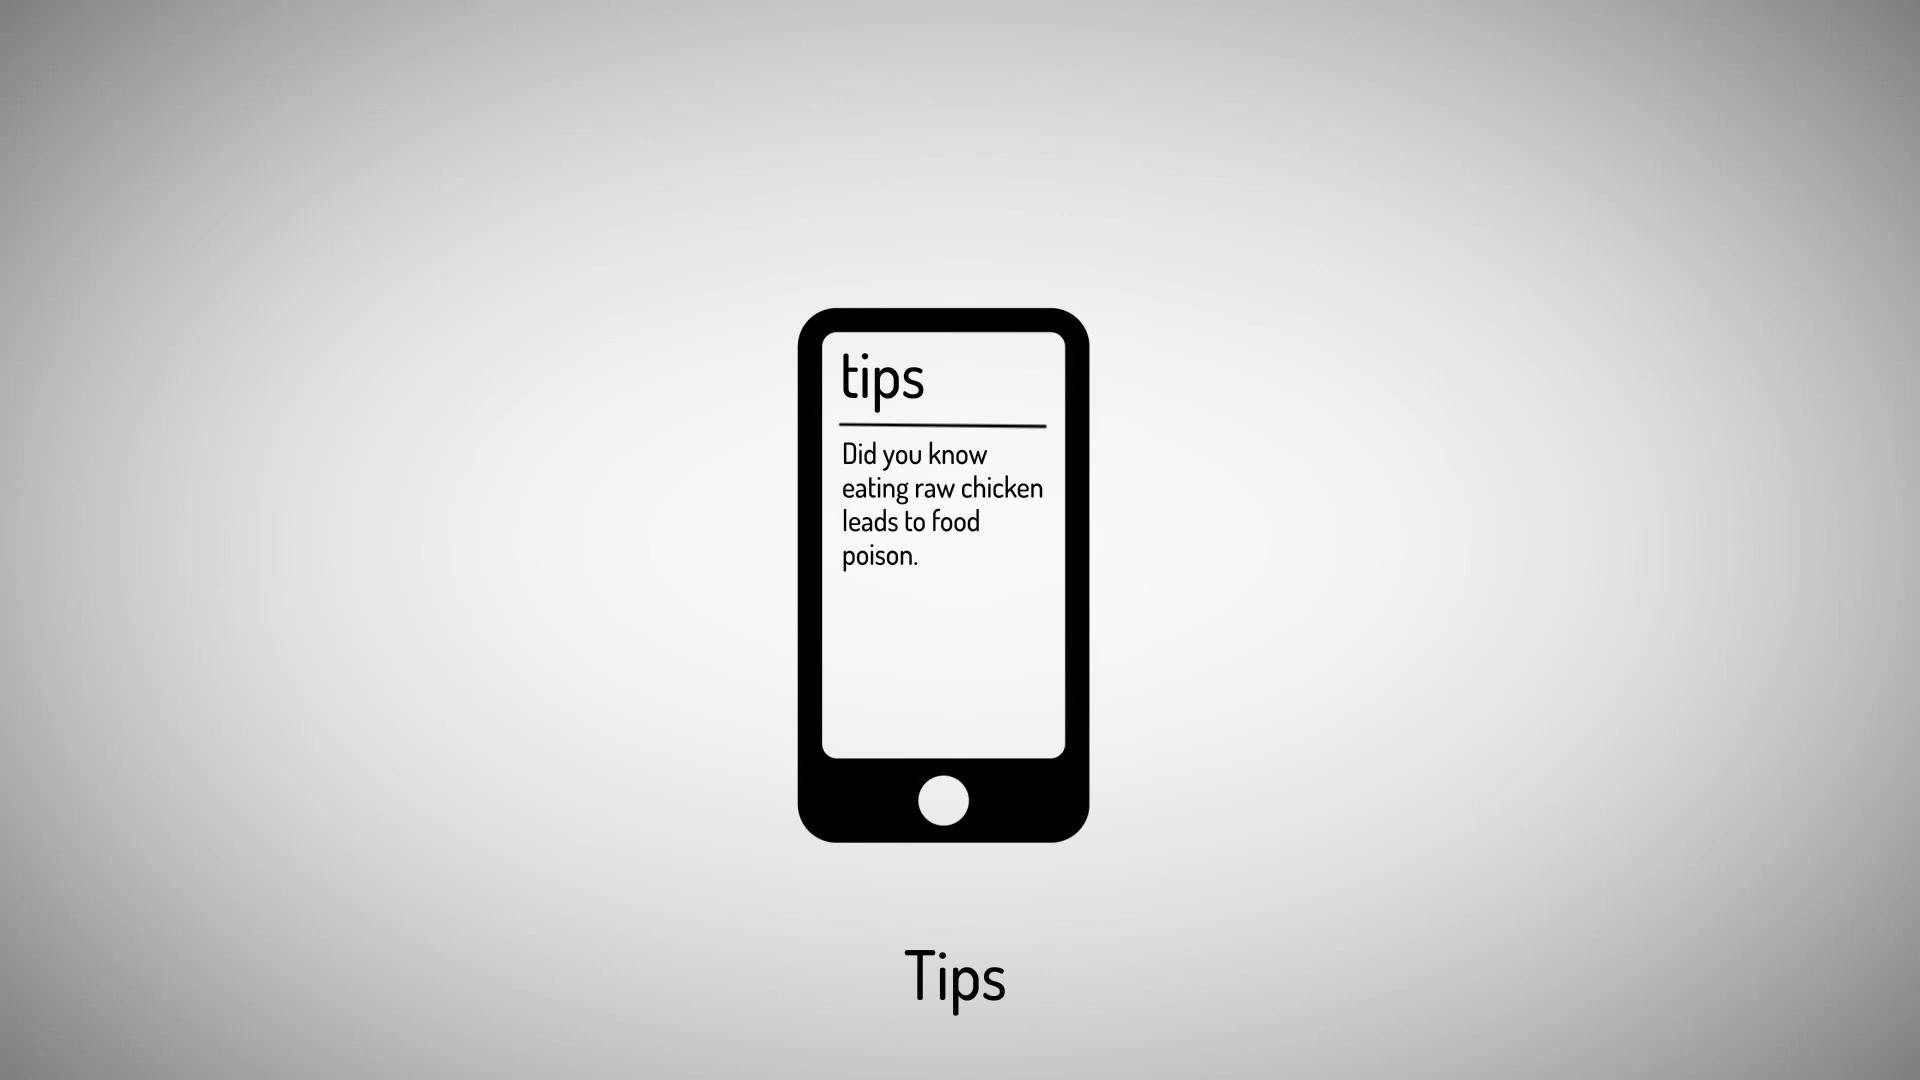 tips
Did you know
eating raw chicken
leads to food
poison.
Tips